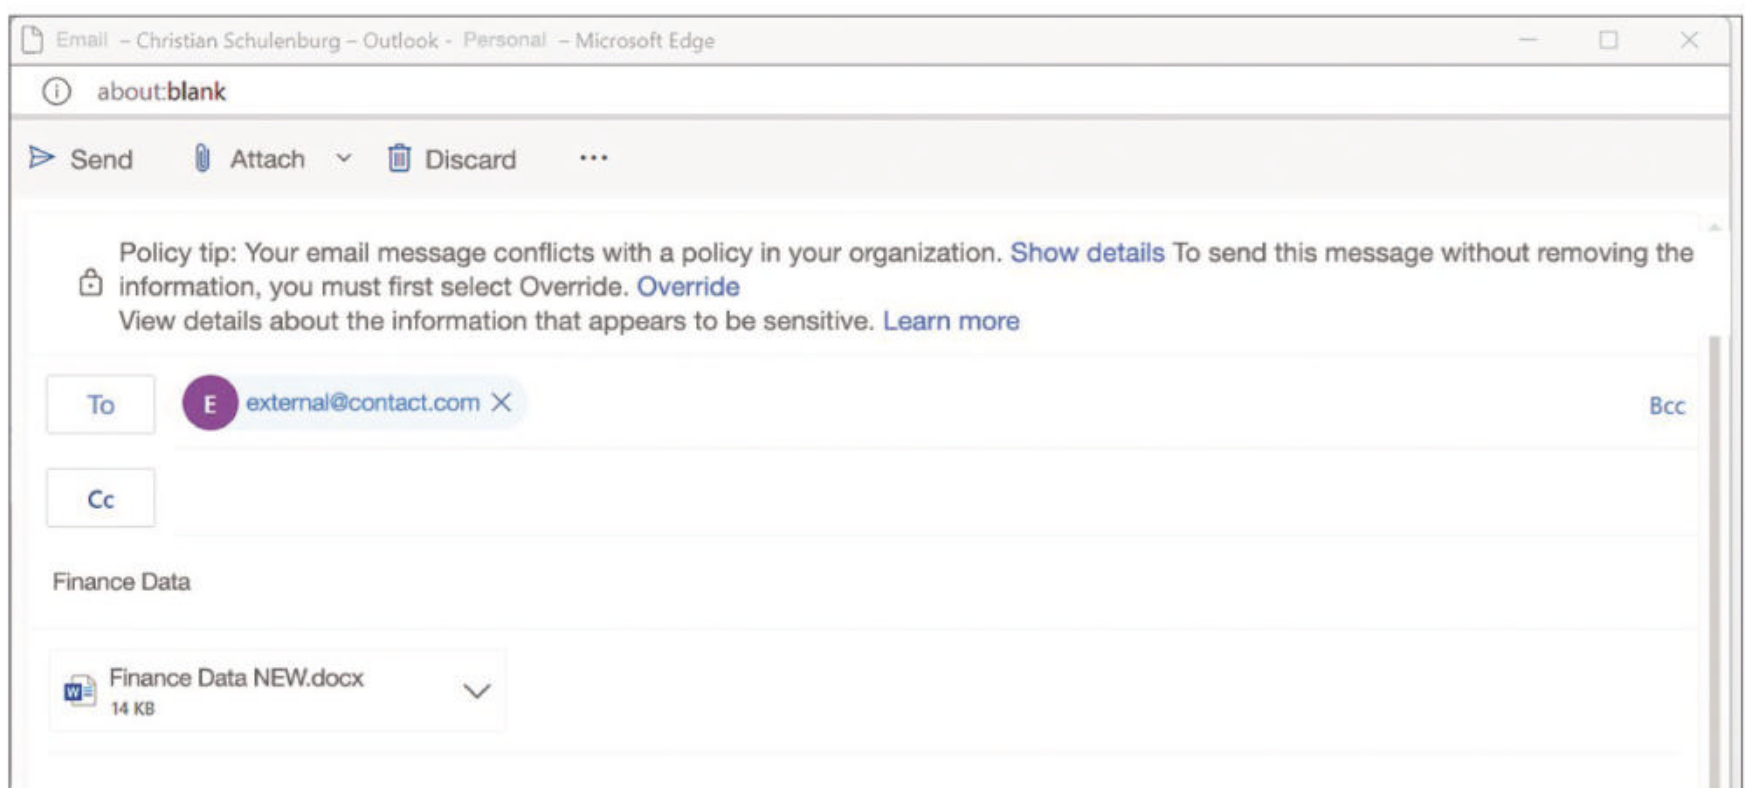 Email – Christian Schulenburg – Outlook - Personal – Microsoft Edge
about:blank
Send Attach Discard ...
Policy tip: Your email message conflicts with a policy in your organization. Show details To send this message without removing the
information, you must first select Override. Override
View details about the information that appears to be sensitive. Learn more
To E external@contact.com Bcc
Cc
Finance Data
Finance Data NEW.docx
14 KB